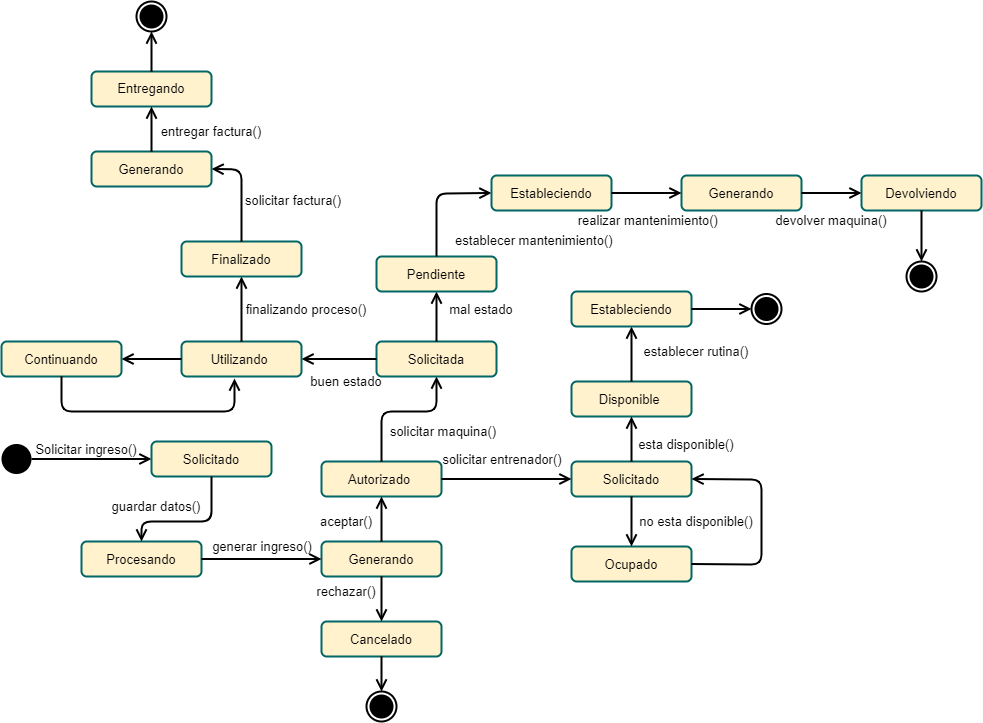 Entregando
entregar factura()
Generando
solicitar factura()
Estableciendo
Generando
Devolviendo
realizar mantenimiento()
devolver maquina()
establecer mantenimiento()
Finalizado
Pendiente
finalizando proceso()
mal estado
Estableciendo
establecer rutina()
Continuando
Utilizando
Solicitada
buen estado
Disponible
solicitar maquina()
esta disponible()
Solicitar ingreso()
Solicitado
solicitar entrenador()
Autorizado
Solicitado
guardar datos()
aceptar()
no esta disponible()
generar ingreso()
Procesando
Generando
Ocupado
rechazar()
Cancelado